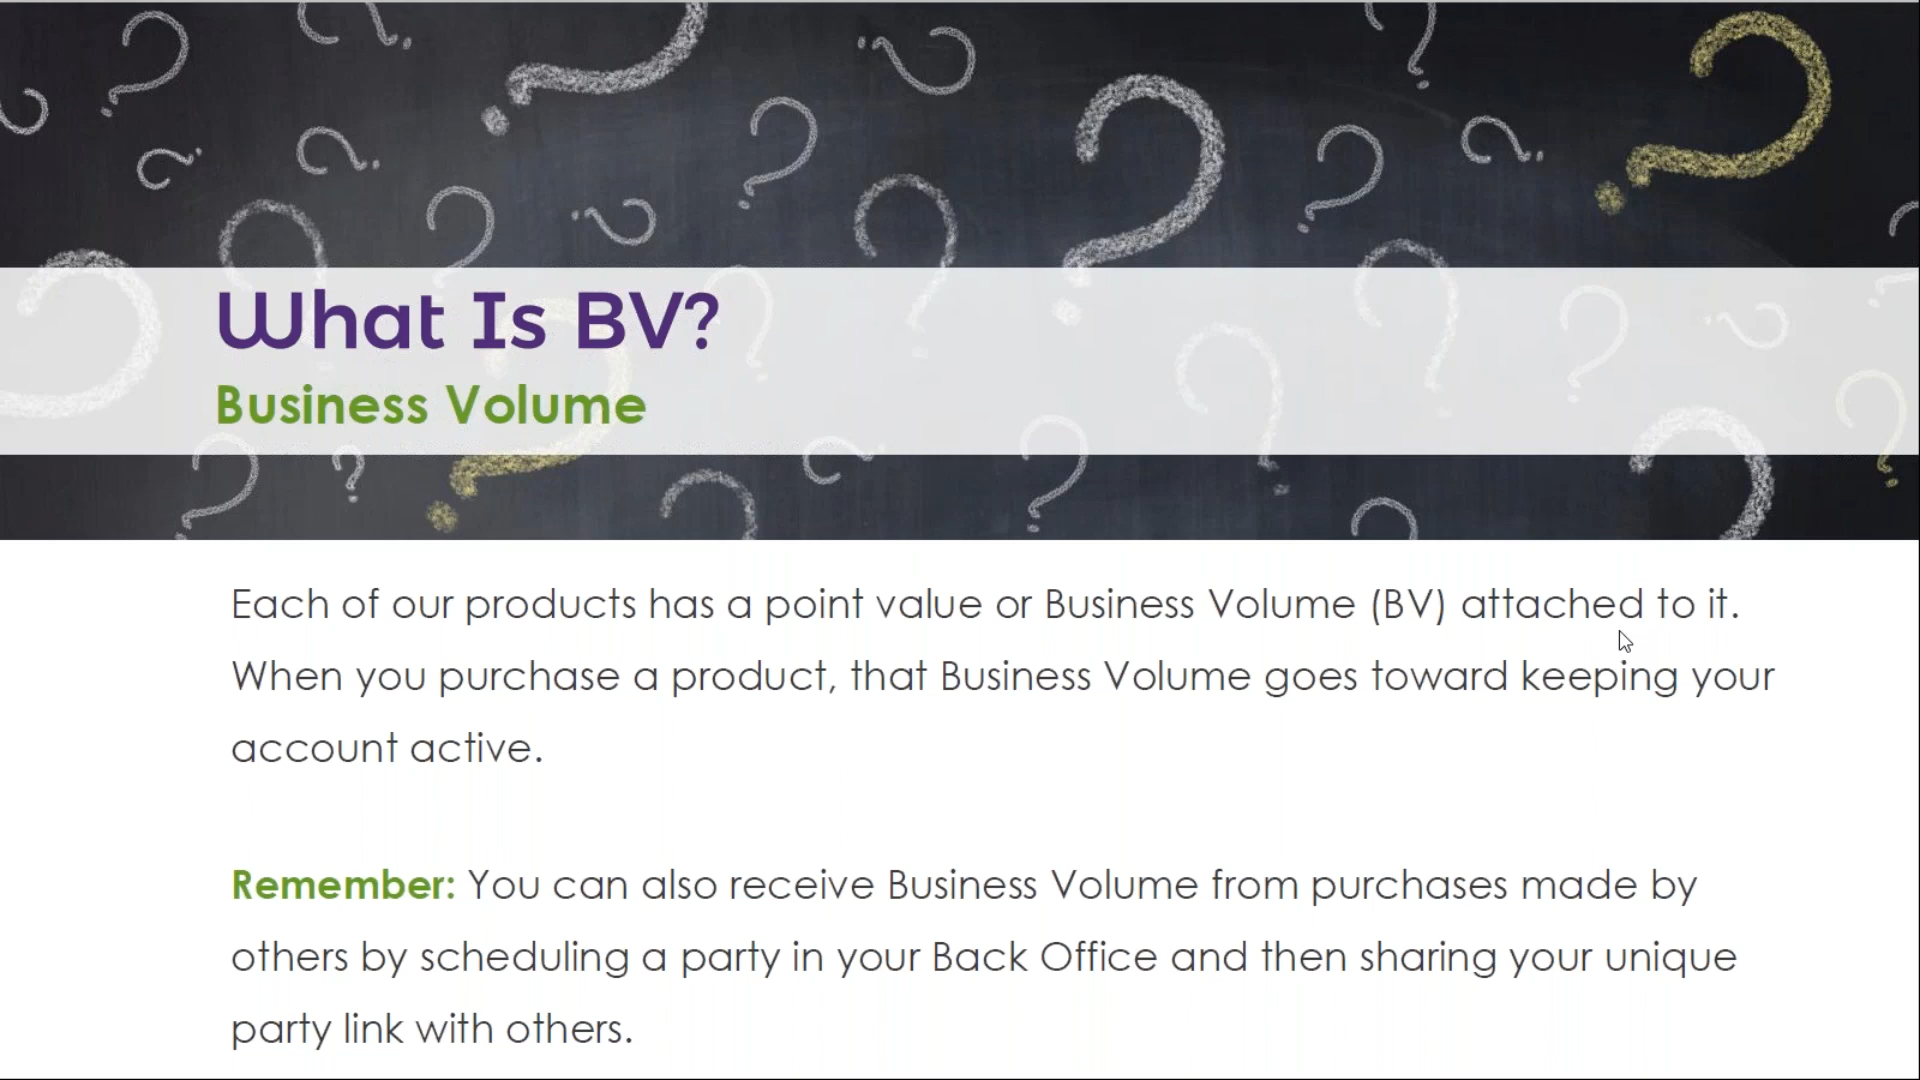 What Is BV?
Business Volume
Each of our products has a point value or Business Volume (BV) attached to it.
When you purchase a product, that Business Volume goes toward keeping your
account active.
Remember: You can also receive Business Volume from purchases made by
others by scheduling a party in your Back Office and then sharing your unique
party link with others.